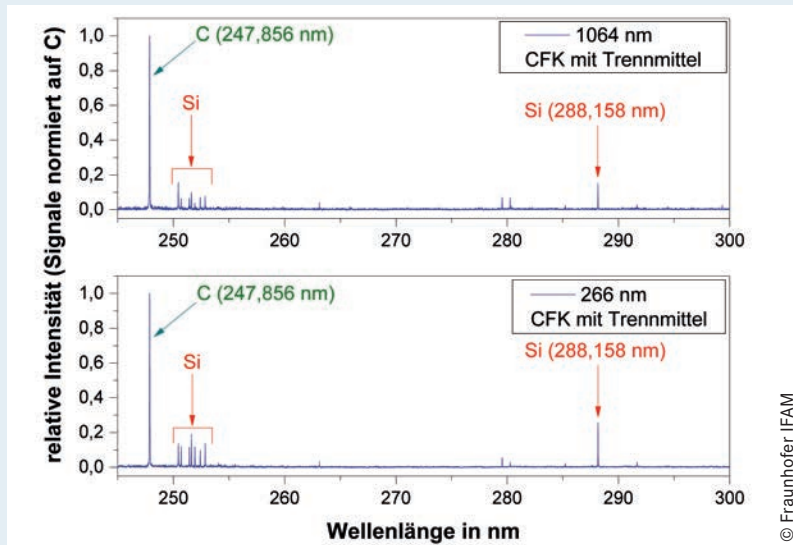 relative Intensität (Signale normiert auf C)
1,0
0,8
0,6
0,4
0,2
0,0
C (247,856 nm)
Si
Si (288,158 nm)
1064 nm
CFK mit Trennmittel
250
260
270
280
290
300
1,0
0,8
0,6
0,4
0,2
0,0
C (247,856 nm)
Si
Si (288,158 nm)
266 nm
CFK mit Trennmittel
250
260
270
280
290
300
Wellenlänge in nm
© Fraunhofer IFAM